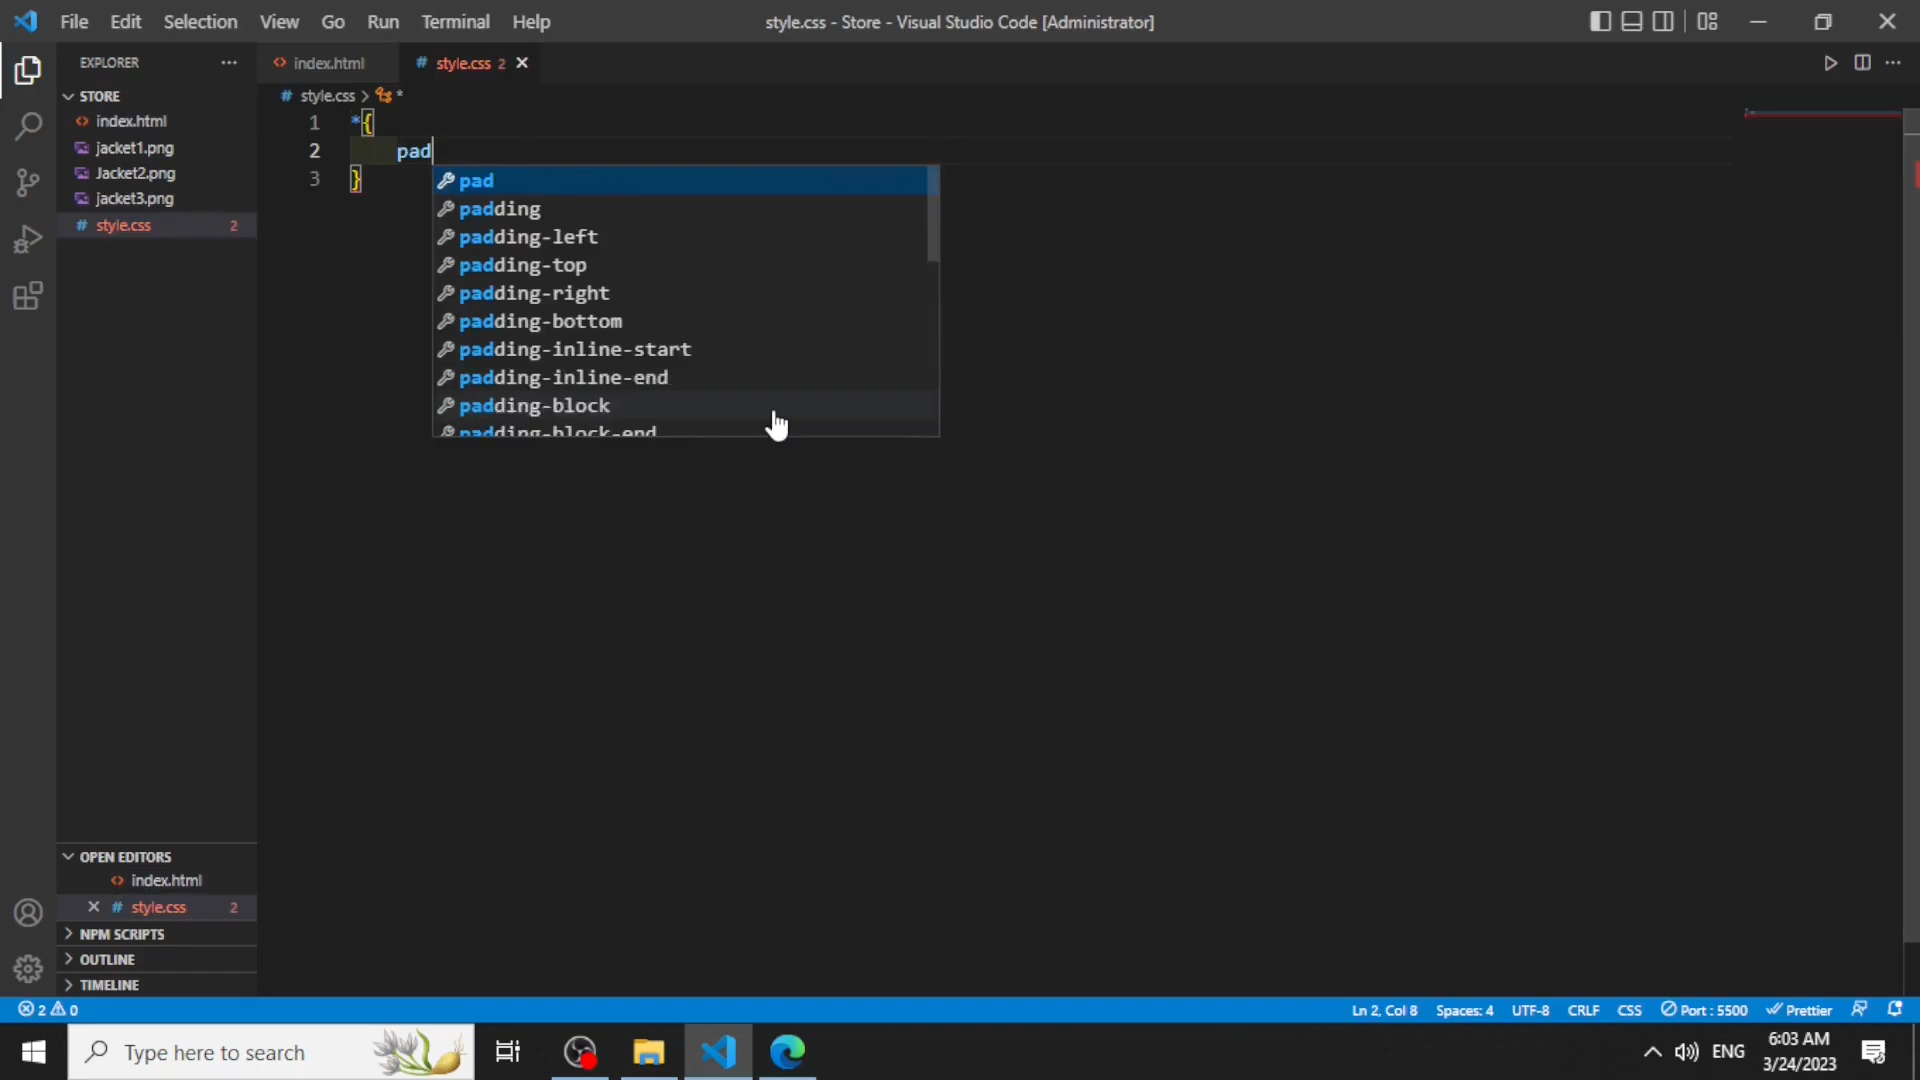 File Edit Selection View Go Run Terminal Help
style.css - Store - Visual Studio Code [Administrator]
EXPLORER
index.html
style.css 2
STORE
index.html
jacket1.png
Jacket2.png
jacket3.png
style.css 2
style.css > *
1 *{
2 pad
3 }
pad
padding
padding-left
padding-top
padding-right
padding-bottom
padding-inline-start
padding-inline-end
padding-block
padding-block-end
OPEN EDITORS
index.html
style.css 2
NPM SCRIPTS
OUTLINE
TIMELINE
2 0
Ln 2, Col 8 Spaces: 4 UTF-8 CRLF CSS Port : 5500 Prettier
Type here to search
ENG
6:03 AM
3/24/2023